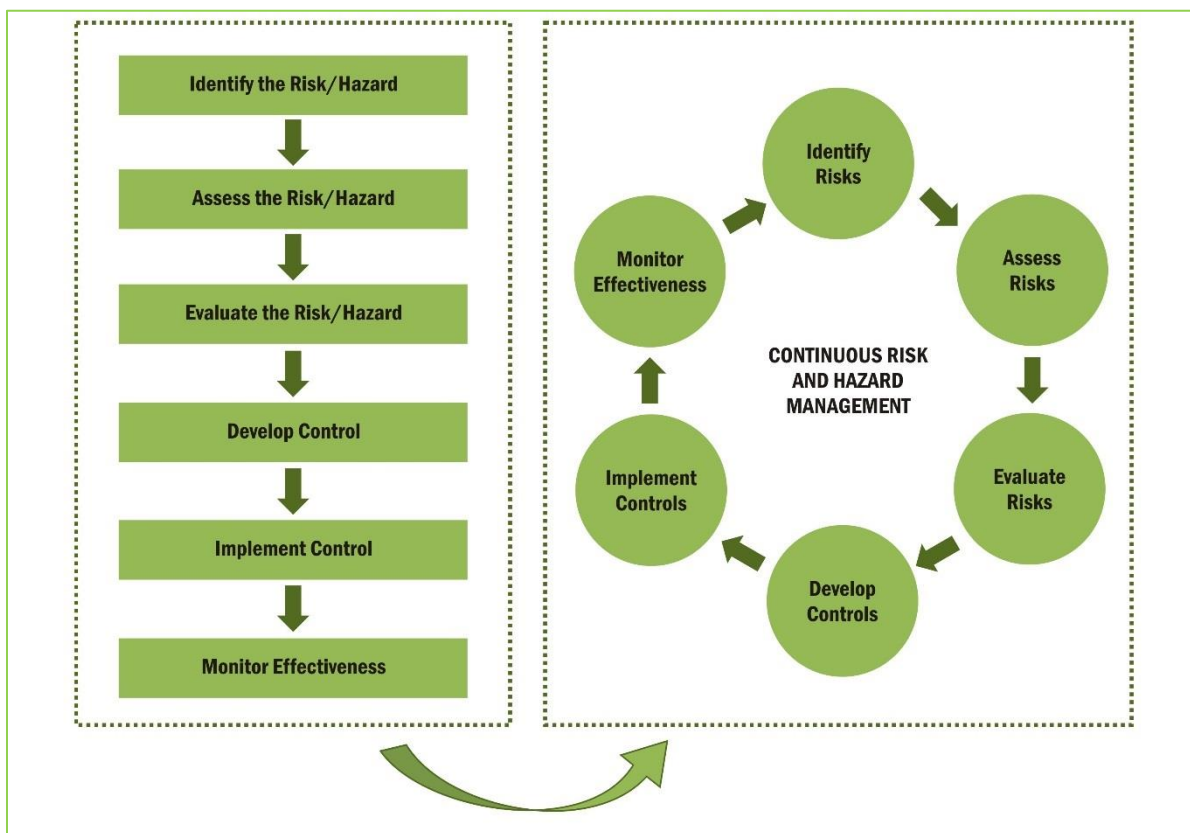 Identify the Risk/Hazard
Assess the Risk/Hazard
Evaluate the Risk/Hazard
Develop Control
Implement Control
Monitor Effectiveness
Identify
Risks
Assess
Risks
Evaluate
Risks
Develop
Controls
Implement
Controls
Monitor
Effectiveness
CONTINUOUS RISK
AND HAZARD
MANAGEMENT